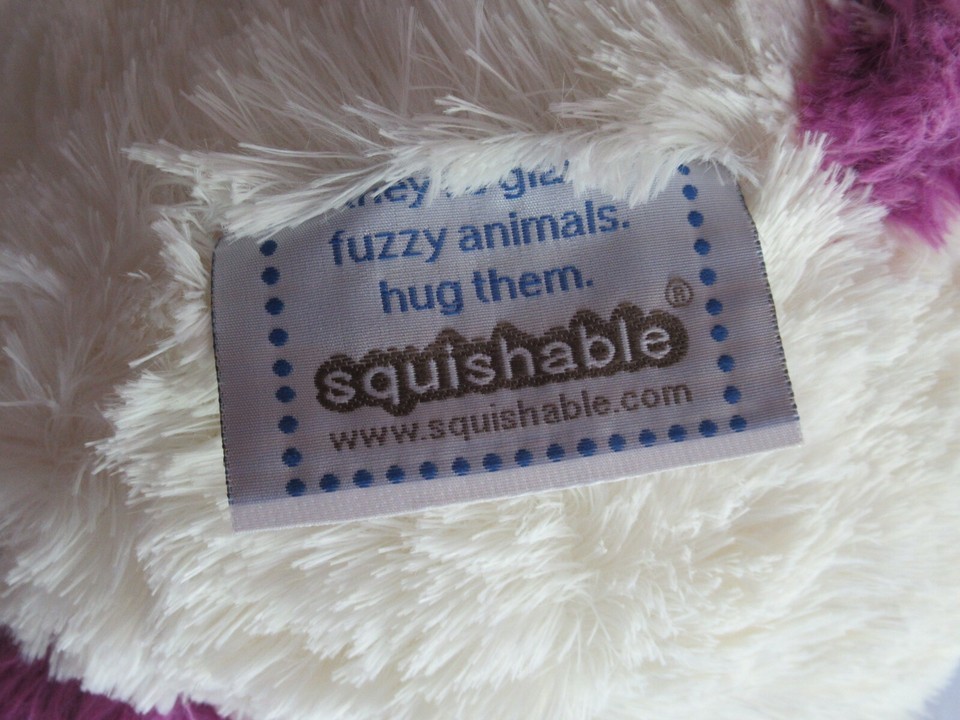 fuzzy animals.
hug them.
squishable®
www.squishable.com